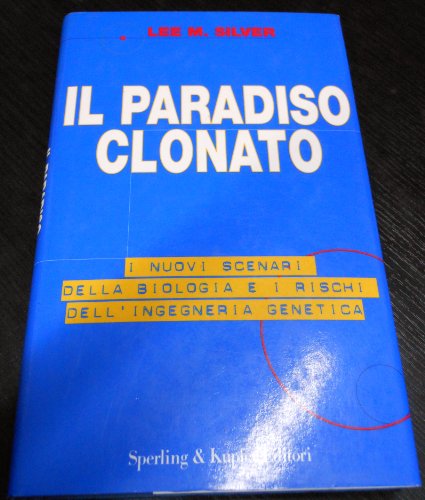 LEE M. SILVER
IL PARADISO
CLONATO
I NUOVI SCENARI
DELLA BIOLOGIA E I RISCHI
DELL'INGEGNERIA GENETICA
Sperling & Kupfer Editori